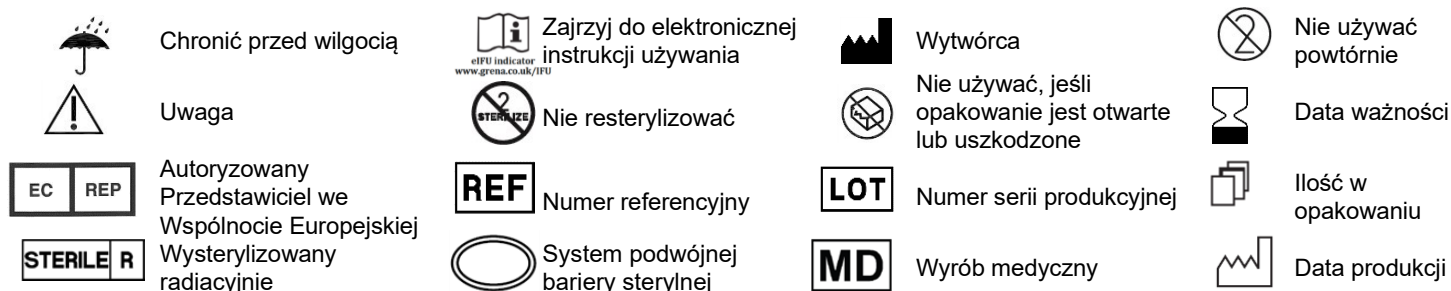 Chronić przed wilgocią
eIFU indicator
www.grena.co.uk/IFU
Zajrzyj do elektronicznej
instrukcji używania
Wytwórca
2
Nie używać
powtórnie
Uwaga
2
STERILIZE
Nie resterylizować
Nie używać, jeśli
opakowanie jest otwarte
lub uszkodzone
Data ważności
EC REP
Autoryzowany
Przedstawiciel we
Wspólnocie Europejskiej
REF
Numer referencyjny
LOT
Numer serii produkcyjnej
Ilość w
opakowaniu
STERILE R
Wysterylizowany
radiacyjnie
System podwójnej
bariery sterylnej
MD
Wyrób medyczny
Data produkcji